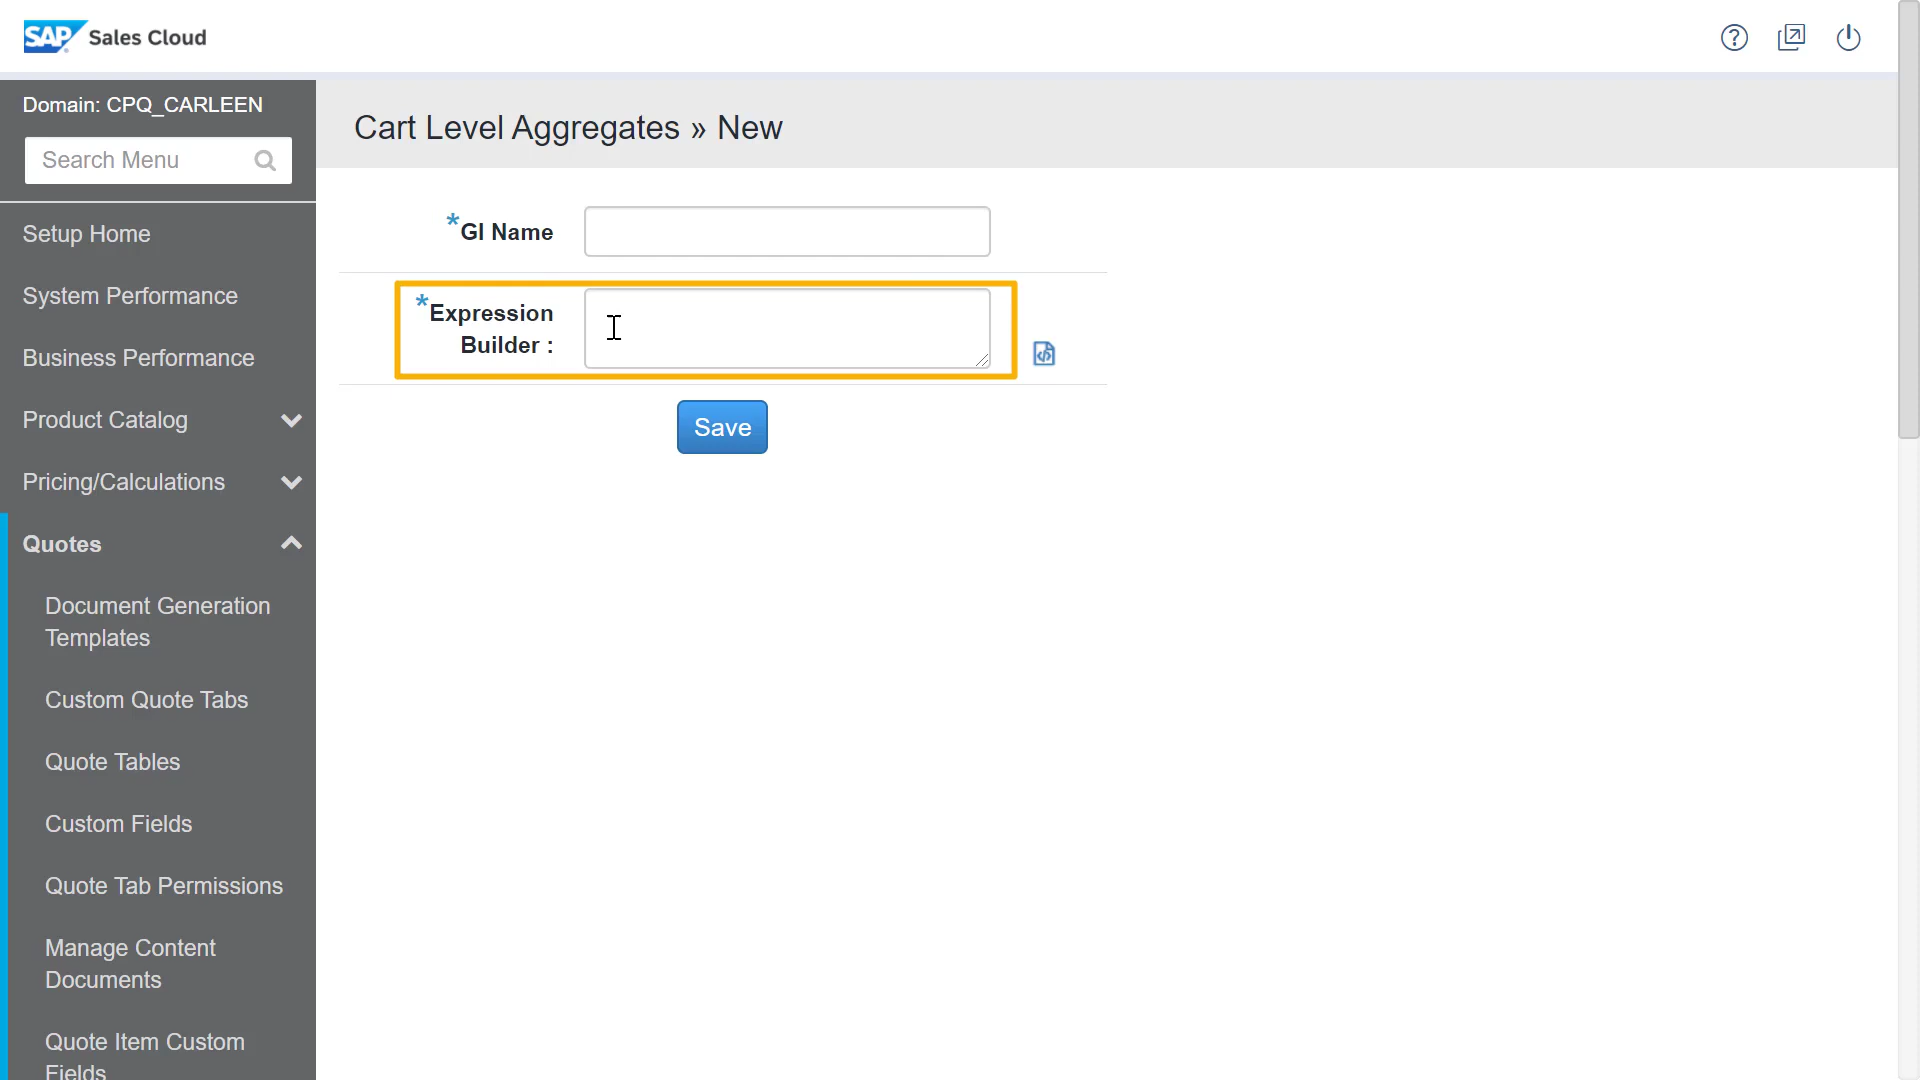 SAP Sales Cloud
Domain: CPQ_CARLEEN
Search Menu
Setup Home
System Performance
Business Performance
Product Catalog
Pricing/Calculations
Quotes
Document Generation
Templates
Custom Quote Tabs
Quote Tables
Custom Fields
Quote Tab Permissions
Manage Content
Documents
Quote Item Custom
Fields
Cart Level Aggregates » New
*GI Name
*Expression
Builder :
Save